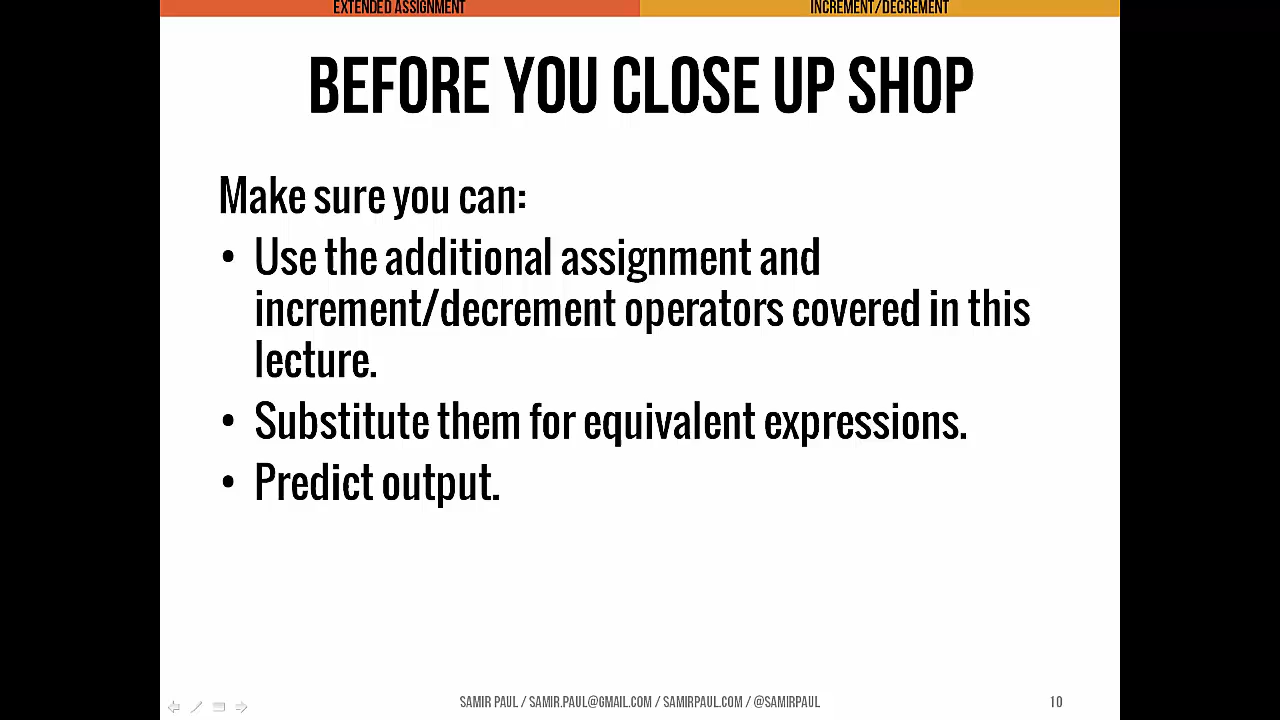 EXTENDED ASSIGNMENT
INCREMENT/DECREMENT
BEFORE YOU CLOSE UP SHOP
Make sure you can:
• Use the additional assignment and
increment/decrement operators covered in this
lecture.
• Substitute them for equivalent expressions.
• Predict output.
SAMIR PAUL / SAMIR.PAUL@GMAIL.COM / SAMIRPAUL.COM / @SAMIRPAUL
10